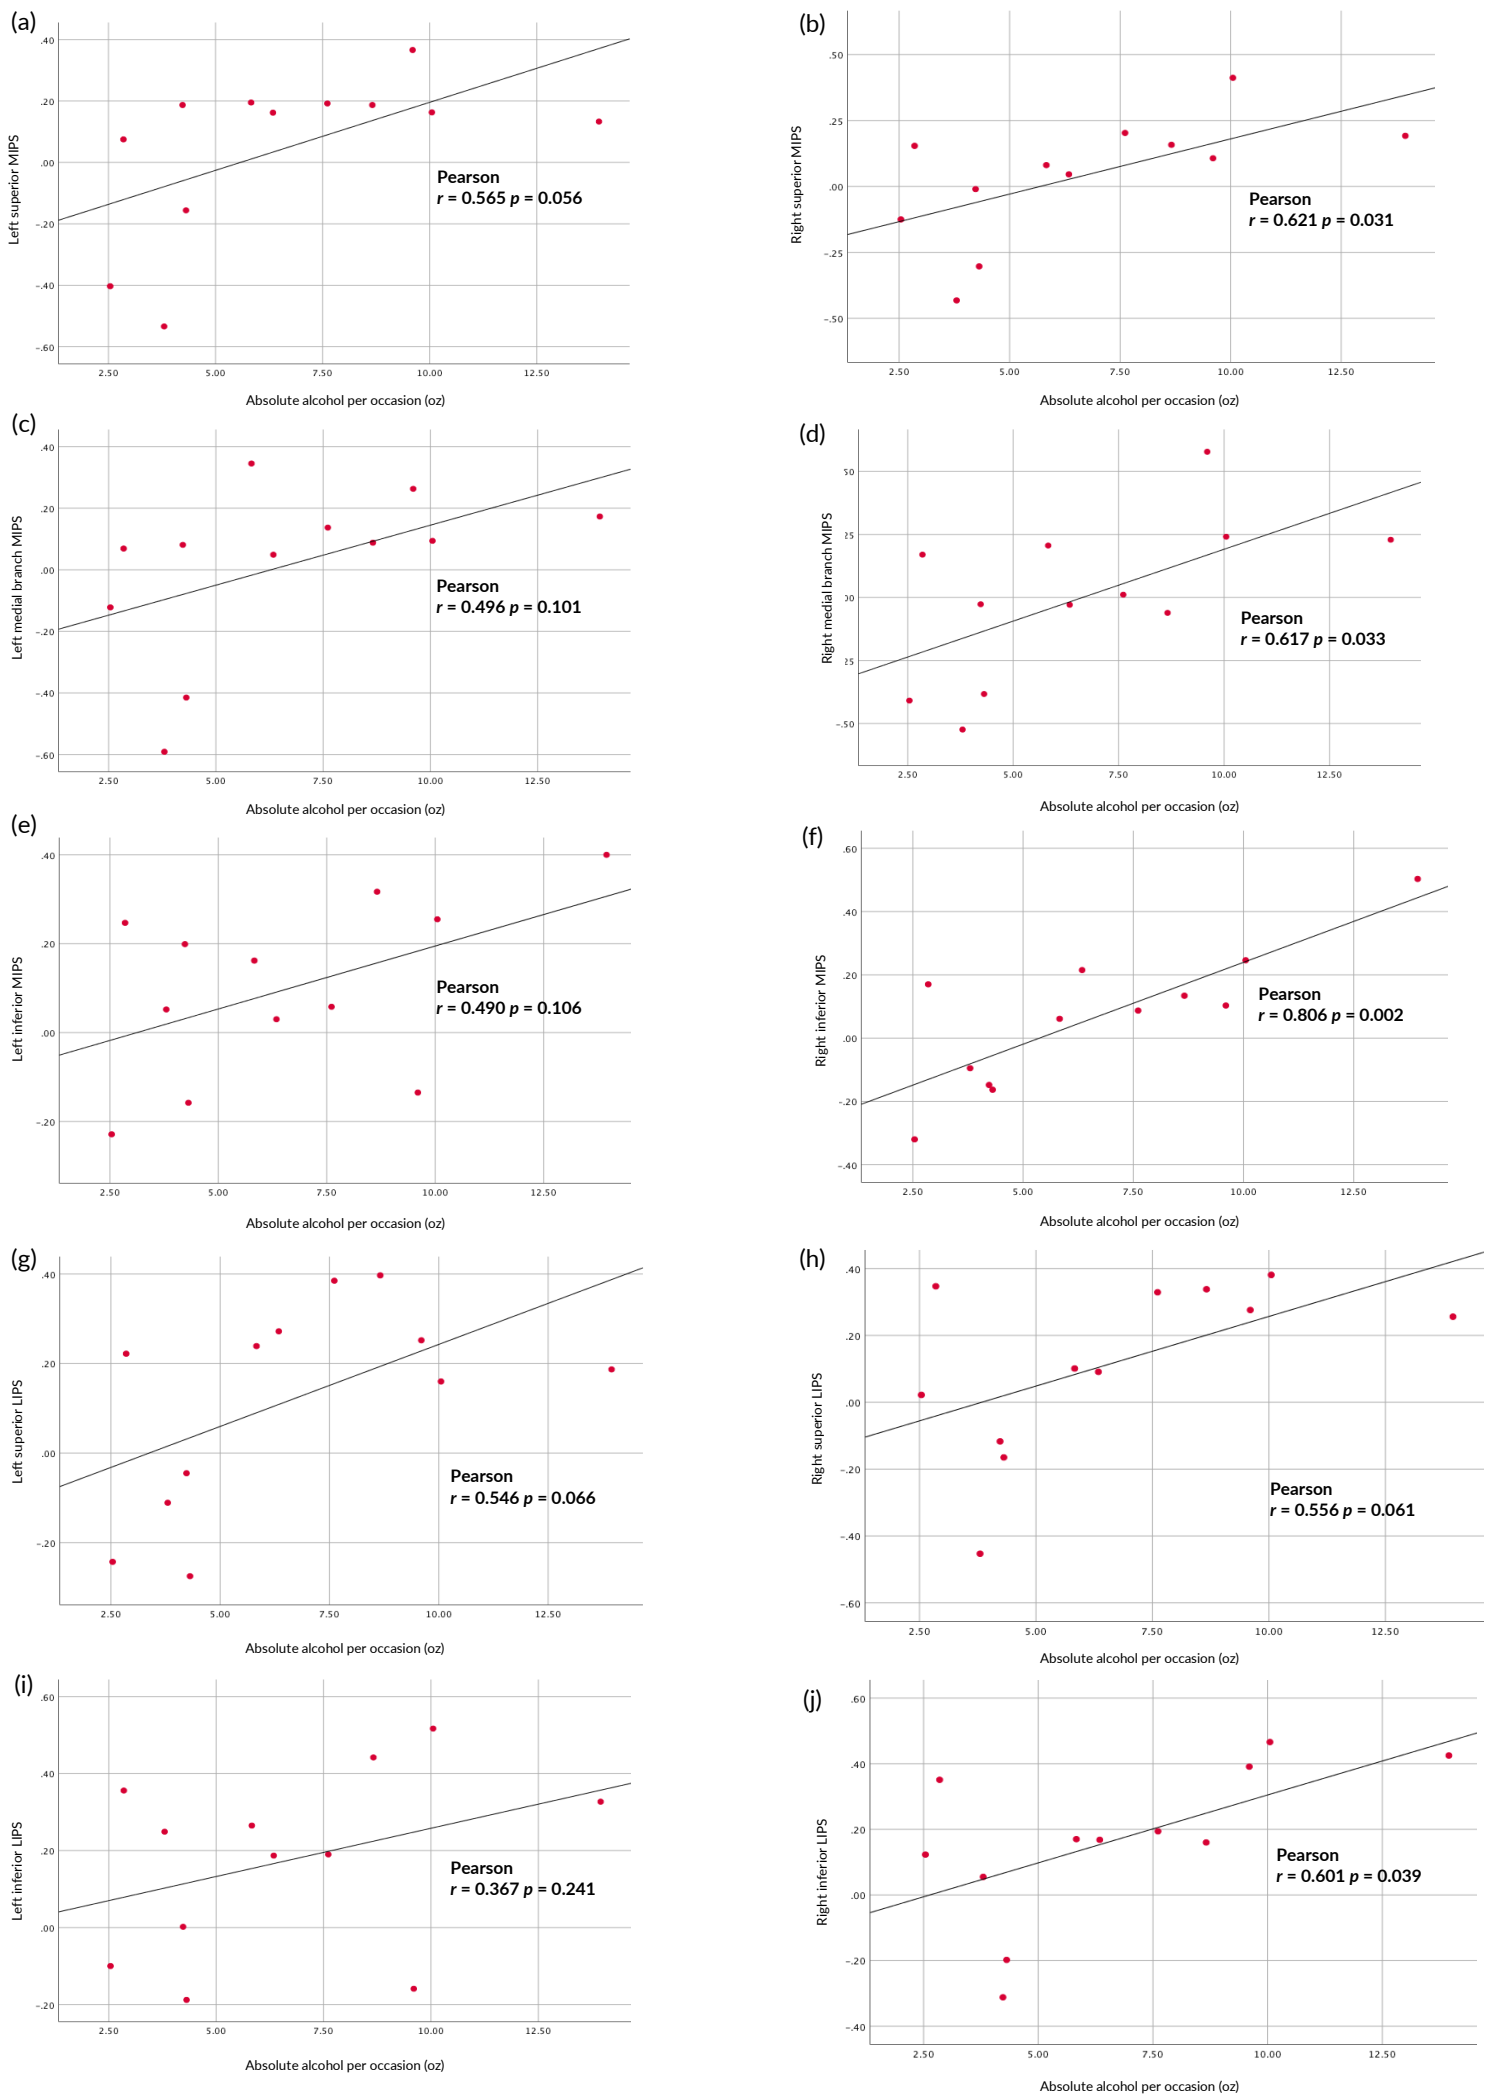 (a)
.40
.20
.00
-.20
-.40
-.60
Left superior MIPS
Pearson
r = 0.565 p = 0.056
2.50 5.00 7.50 10.00 12.50
Absolute alcohol per occasion (oz)
(b)
.50
.25
.00
-.25
-.50
Right superior MIPS
Pearson
r = 0.621 p = 0.031
2.50 5.00 7.50 10.00 12.50
Absolute alcohol per occasion (oz)
(c)
.40
.20
.00
-.20
-.40
-.60
Left medial branch MIPS
Pearson
r = 0.496 p = 0.101
2.50 5.00 7.50 10.00 12.50
Absolute alcohol per occasion (oz)
(d)
50
25
00
25
-.50
Right medial branch MIPS
Pearson
r = 0.617 p = 0.033
2.50 5.00 7.50 10.00 12.50
Absolute alcohol per occasion (oz)
(e)
.40
.20
.00
-.20
Left inferior MIPS
Pearson
r = 0.490 p = 0.106
2.50 5.00 7.50 10.00 12.50
Absolute alcohol per occasion (oz)
(f)
.60
.40
.20
.00
-.20
-.40
Right inferior MIPS
Pearson
r = 0.806 p = 0.002
2.50 5.00 7.50 10.00 12.50
Absolute alcohol per occasion (oz)
(g)
.40
.20
.00
-.20
Left superior LIPS
Pearson
r = 0.546 p = 0.066
2.50 5.00 7.50 10.00 12.50
Absolute alcohol per occasion (oz)
(h)
.40
.20
.00
-.20
-.40
-.60
Right superior LIPS
Pearson
r = 0.556 p = 0.061
2.50 5.00 7.50 10.00 12.50
Absolute alcohol per occasion (oz)
(i)
.60
.40
.20
.00
-.20
Left inferior LIPS
Pearson
r = 0.367 p = 0.241
2.50 5.00 7.50 10.00 12.50
Absolute alcohol per occasion (oz)
(j)
.60
.40
.20
.00
-.20
-.40
Right inferior LIPS
Pearson
r = 0.601 p = 0.039
2.50 5.00 7.50 10.00 12.50
Absolute alcohol per occasion (oz)